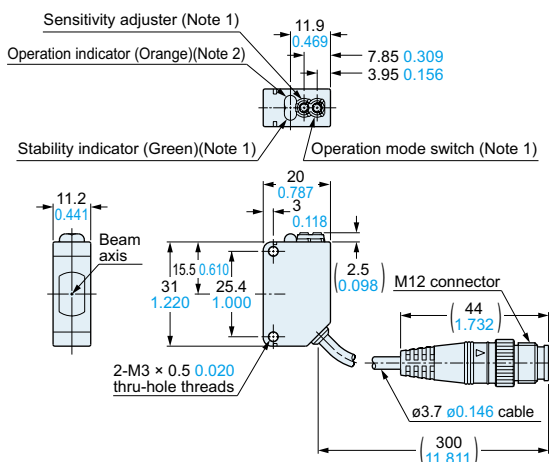 Sensitivity adjuster (Note 1)
11.9
0.469
Operation indicator (Orange)(Note 2)
7.85 0.309
3.95 0.156
Stability indicator (Green)(Note 1)
Operation mode switch (Note 1)
20
0.787
11.2
0.441
3
0.118
Beam
axis
15.5 0.610
31
1.220
25.4
1.000
(2.5
0.098)
M12 connector
(44
1.732)
2-M3 × 0.5 0.020
thru-hole threads
ø3.7 ø0.146 cable
(300
11.811)